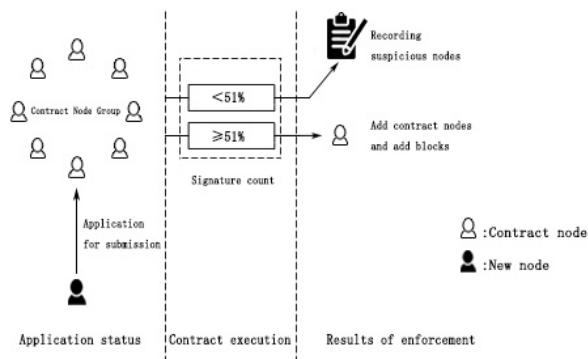 Recording
suspicious nodes
<51%
Contract Node Group
≥51%
Add contract nodes
and add blocks
Signature count
Application
for submission
:Contract node
:New node
Application status
Contract execution
Results of enforcement